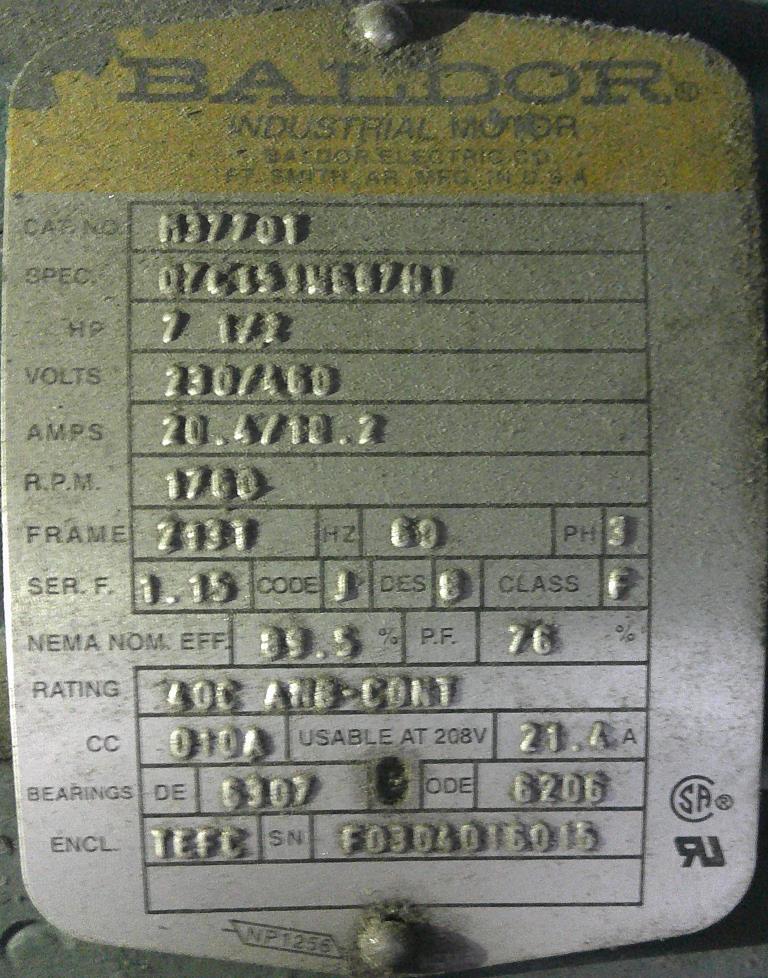 BALDOR®
INDUSTRIAL MOTOR
• BALDOR ELECTRIC CO. •
FT. SMITH, AR MFG. IN U.S.A
CAT. NO.
SPEC.
HP 7 1/2
VOLTS 230/460
AMPS 20.4/10.2
R.P.M. 1760
FRAME HZ 60 PH 3
SER. F. 1.15 CODE J DES B CLASS F
NEMA NOM. EFF. 89.5 % P.F. 76 %
RATING 40C AMB-CONT
CC 010A USABLE AT 208V 21.4 A
BEARINGS DE 6307 ODE 6206
ENCL. TEFC SN F0304016015
SA®
RU
NP1256